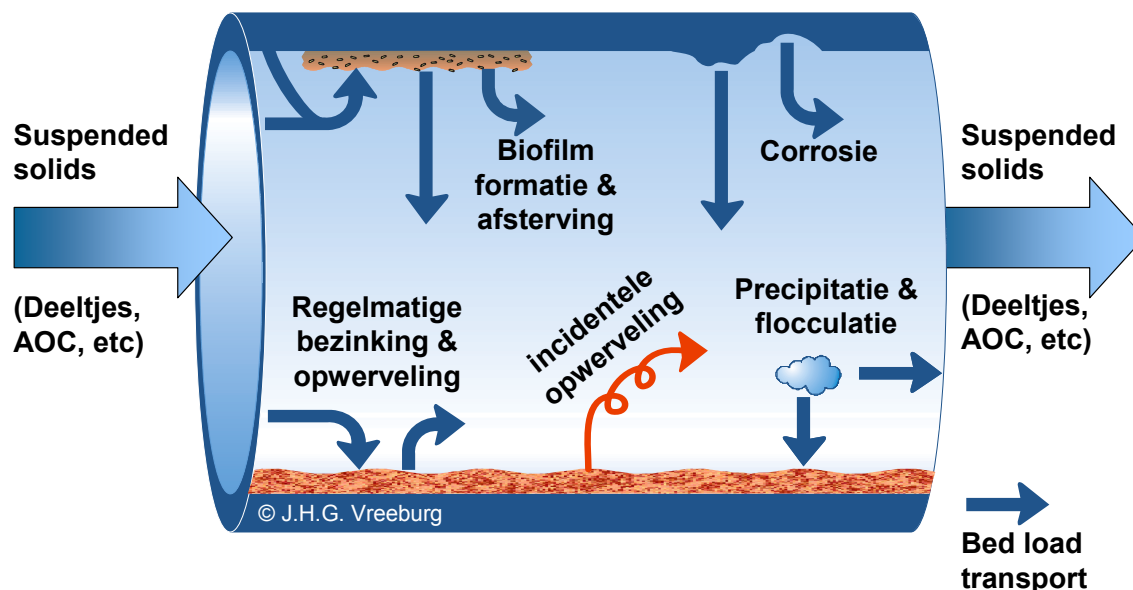 Suspended
solids
(Deeltjes,
AOC, etc)
Biofilm
formatie &
afsterving
Corrosie
Regelmatige
bezinking &
opwerveling
incidentele
opwerveling
Precipitatie &
flocculatie
Suspended
solids
(Deeltjes,
AOC, etc)
© J.H.G. Vreeburg
Bed load
transport